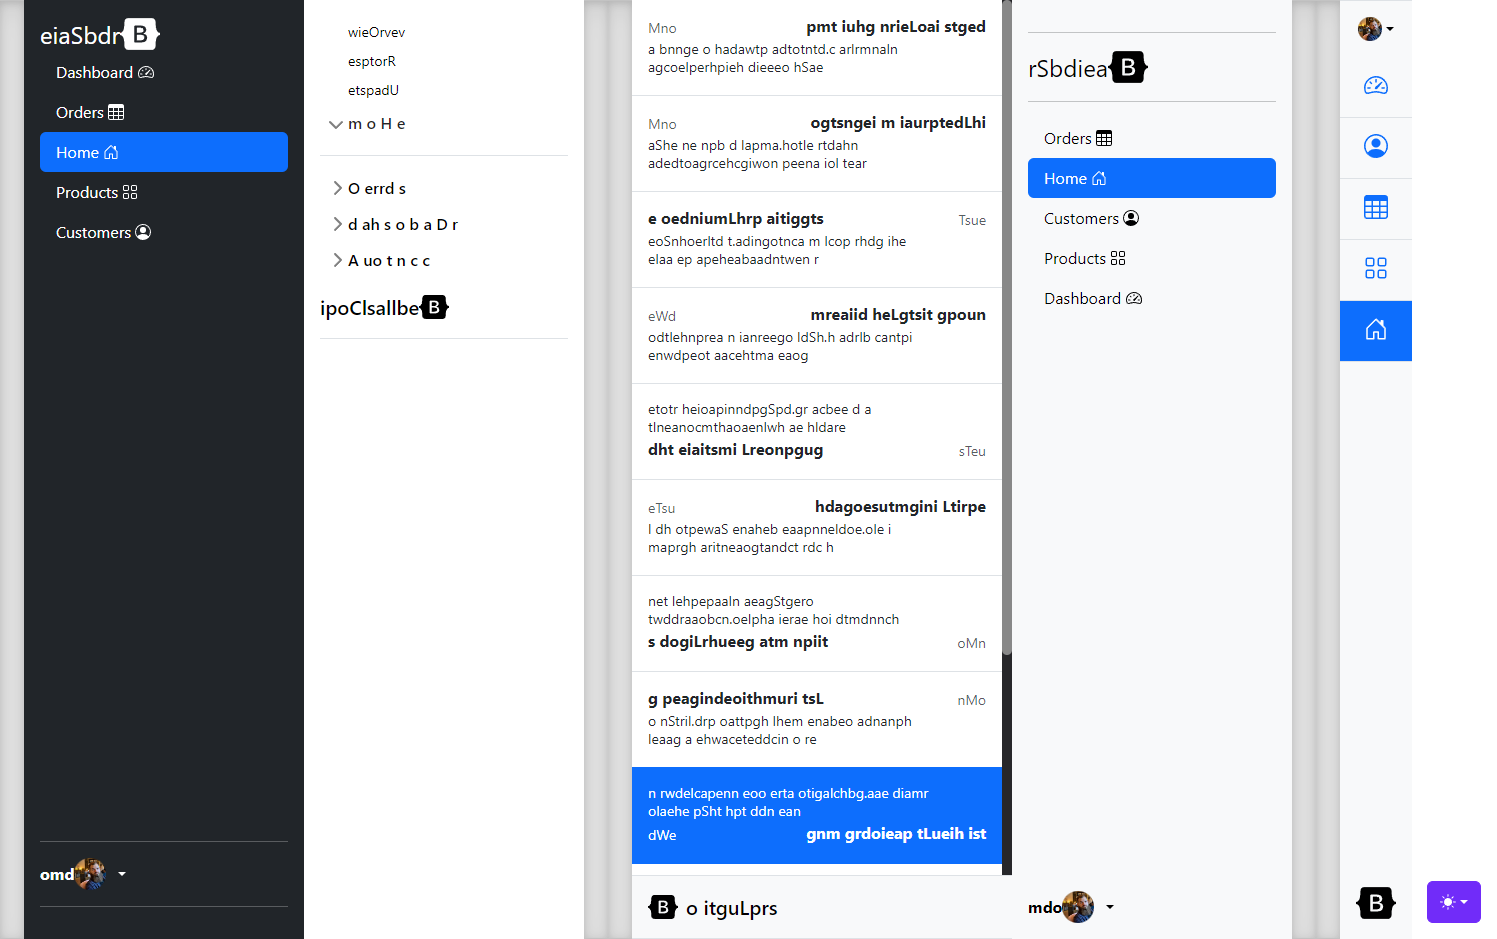 eiaSbdr
Dashboard
Orders
Home
Products
Customers
omd
wieOrvev
esptorR
etspadU
m o H e
O errd s
d ah s o b a D r
A uo t n c c
ipoClsallbe
Mno
pmt iuhg nrieLoai stged
a bnnge o hadawtp adtotntd.c arlrmnaln
agcoelperhpieh dieeeo hSae
Mno
ogtsngei m iaurptedLhi
aShe ne npb d lapma.hotle rtdahn
adedtoagrcehcgiwon peena iol tear
e oedniumLhrp aitiggts
Tsue
eoSnhoerltd t.adingotnca m lcop rhdg ihe
elaa ep apeheabaadntwen r
eWd
mreaiid heLgtsit gpoun
odtlehnprea n ianreego ldSh.h adrlb cantpi
enwdpeot aacehtma eaog
etotr heioapinndpgSpd.gr acbee d a
tlneanocmthaoaenlwh ae hldare
dht eiaitsmi Lreonpgug
sTeu
eTsu
hdagoesutmgini Ltirpe
l dh otpewaS enaheb eaapnneldoe.ole i
maprgh aritneaogtandct rdc h
net lehpepaaln aeagStgero
twddraaobcn.oelpha ierae hoi dtmdnnch
s dogiLrhueeg atm npiit
oMn
g peagindeoithmuri tsL
nMo
o nStril.drp oattpgh lhem enabeo adnanph
leaag a ehwaceteddcin o re
n rwdelcapenn eoo erta otigalchbg.aae diamr
olaehe pSht hpt ddn ean
dWe
gnm grdoieap tLueih ist
o itguLprs
rSbdiea
Orders
Home
Customers
Products
Dashboard
mdo